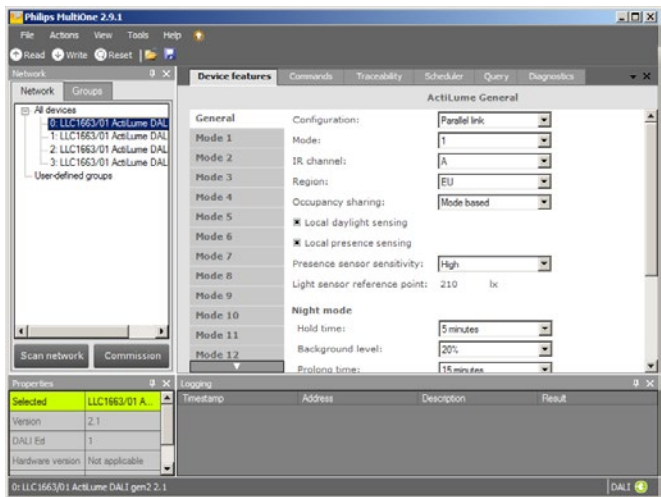 Philips MultiOne 2.9.1
File Actions View Tools Help
Read Write Reset
Network
Network Groups
All devices
0: LLC1663/01 ActiLume DAL
1: LLC1663/01 ActiLume DAL
2: LLC1663/01 ActiLume DAL
3: LLC1663/01 ActiLume DAL
User-defined groups
Scan network Commission
Device features Commands Traceability Scheduler Query Diagnostics
ActiLume General
General
Mode 1
Mode 2
Mode 3
Mode 4
Mode 5
Mode 6
Mode 7
Mode 8
Mode 9
Mode 10
Mode 11
Mode 12
Configuration: Parallel link
Mode: 1
IR channel: A
Region: EU
Occupancy sharing: Mode based
Local daylight sensing
Local presence sensing
Presence sensor sensitivity: High
Light sensor reference point: 210 lx
Night mode
Hold time: 5 minutes
Background level: 20%
Prolong time: 15 minutes
Properties
Selected LLC1663/01 A...
Version 2.1
DALI Ed 1
Hardware version Not applicable
Logging
Timestamp Address Description Result
0: LLC1663/01 ActiLume DALI gen2 2.1
DALI